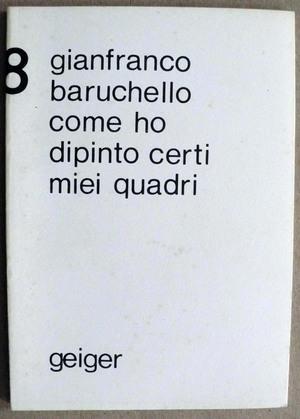 8 gianfranco
baruchello
come ho
dipinto certi
miei quadri
geiger